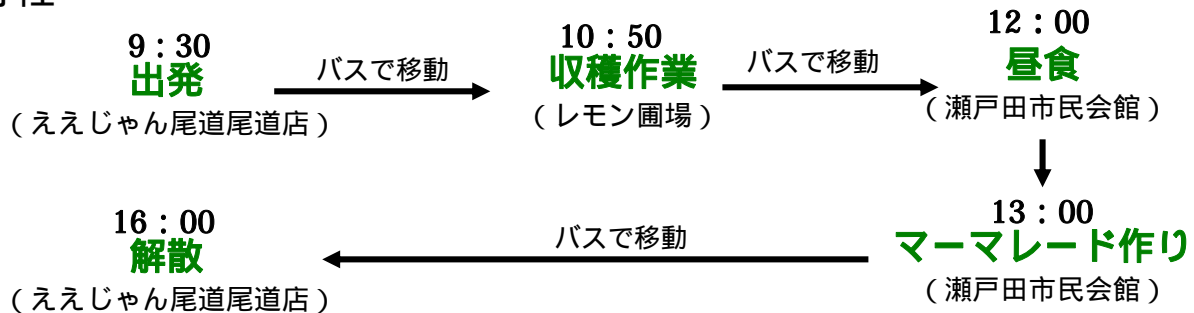 9：30
出発
（ええじゃん尾道尾道店）
バスで移動
10：50
収穫作業
（レモン圃場）
バスで移動
12：00
昼食
（瀬戸田市民会館）
13：00
マーマレード作り
（瀬戸田市民会館）
バスで移動
16：00
解散
（ええじゃん尾道尾道店）